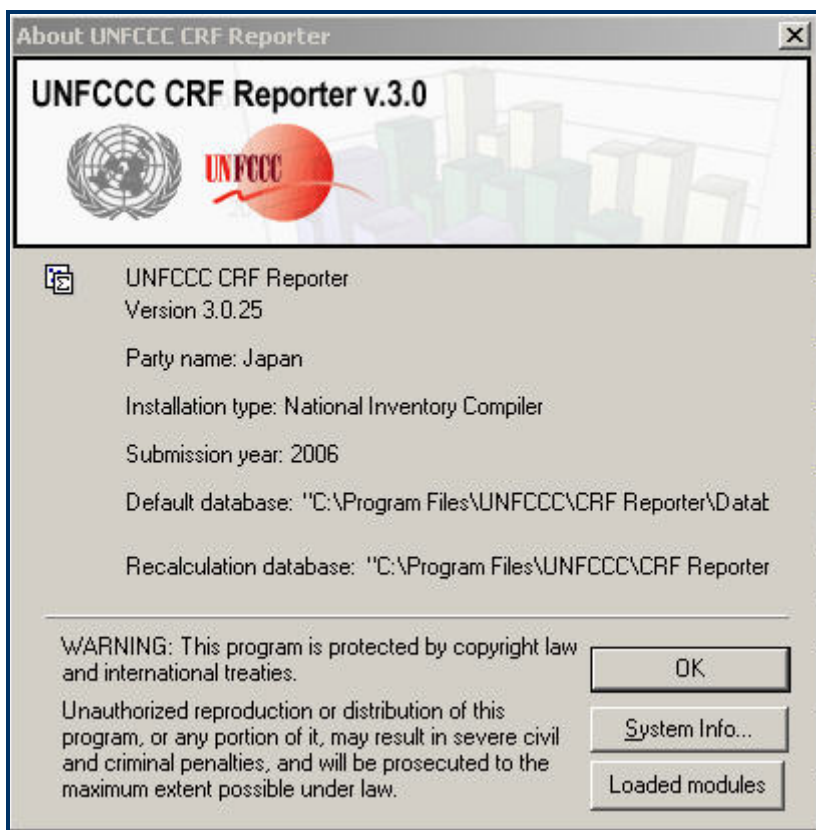 About UNFCCC CRF Reporter
UNFCCC CRF Reporter v.3.0
UNFCCC
UNFCCC CRF Reporter
Version 3.0.25
Party name: Japan
Installation type: National Inventory Compiler
Submission year: 2006
Default database: "C:\Program Files\UNFCCC\CRF Reporter\Datab
Recalculation database: "C:\Program Files\UNFCCC\CRF Reporter
WARNING: This program is protected by copyright law
and international treaties.
Unauthorized reproduction or distribution of this
program, or any portion of it, may result in severe civil
and criminal penalties, and will be prosecuted to the
maximum extent possible under law.
OK
System Info...
Loaded modules